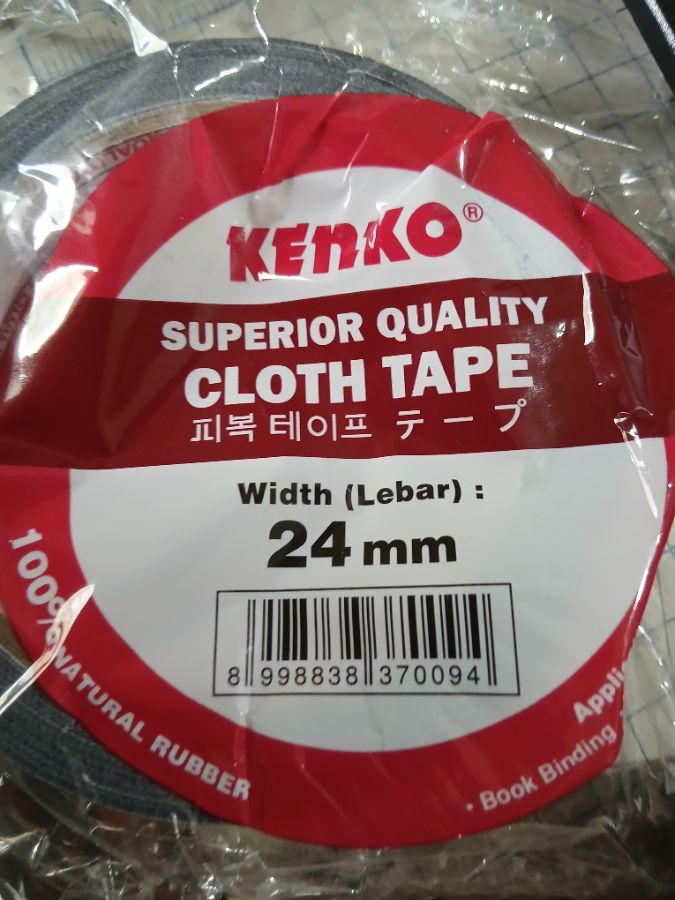 KENKO®
SUPERIOR QUALITY
CLOTH TAPE
피복 테이프 テープ
Width (Lebar) :
24 mm
8 998838 370094
100% NATURAL RUBBER
• Book Binding